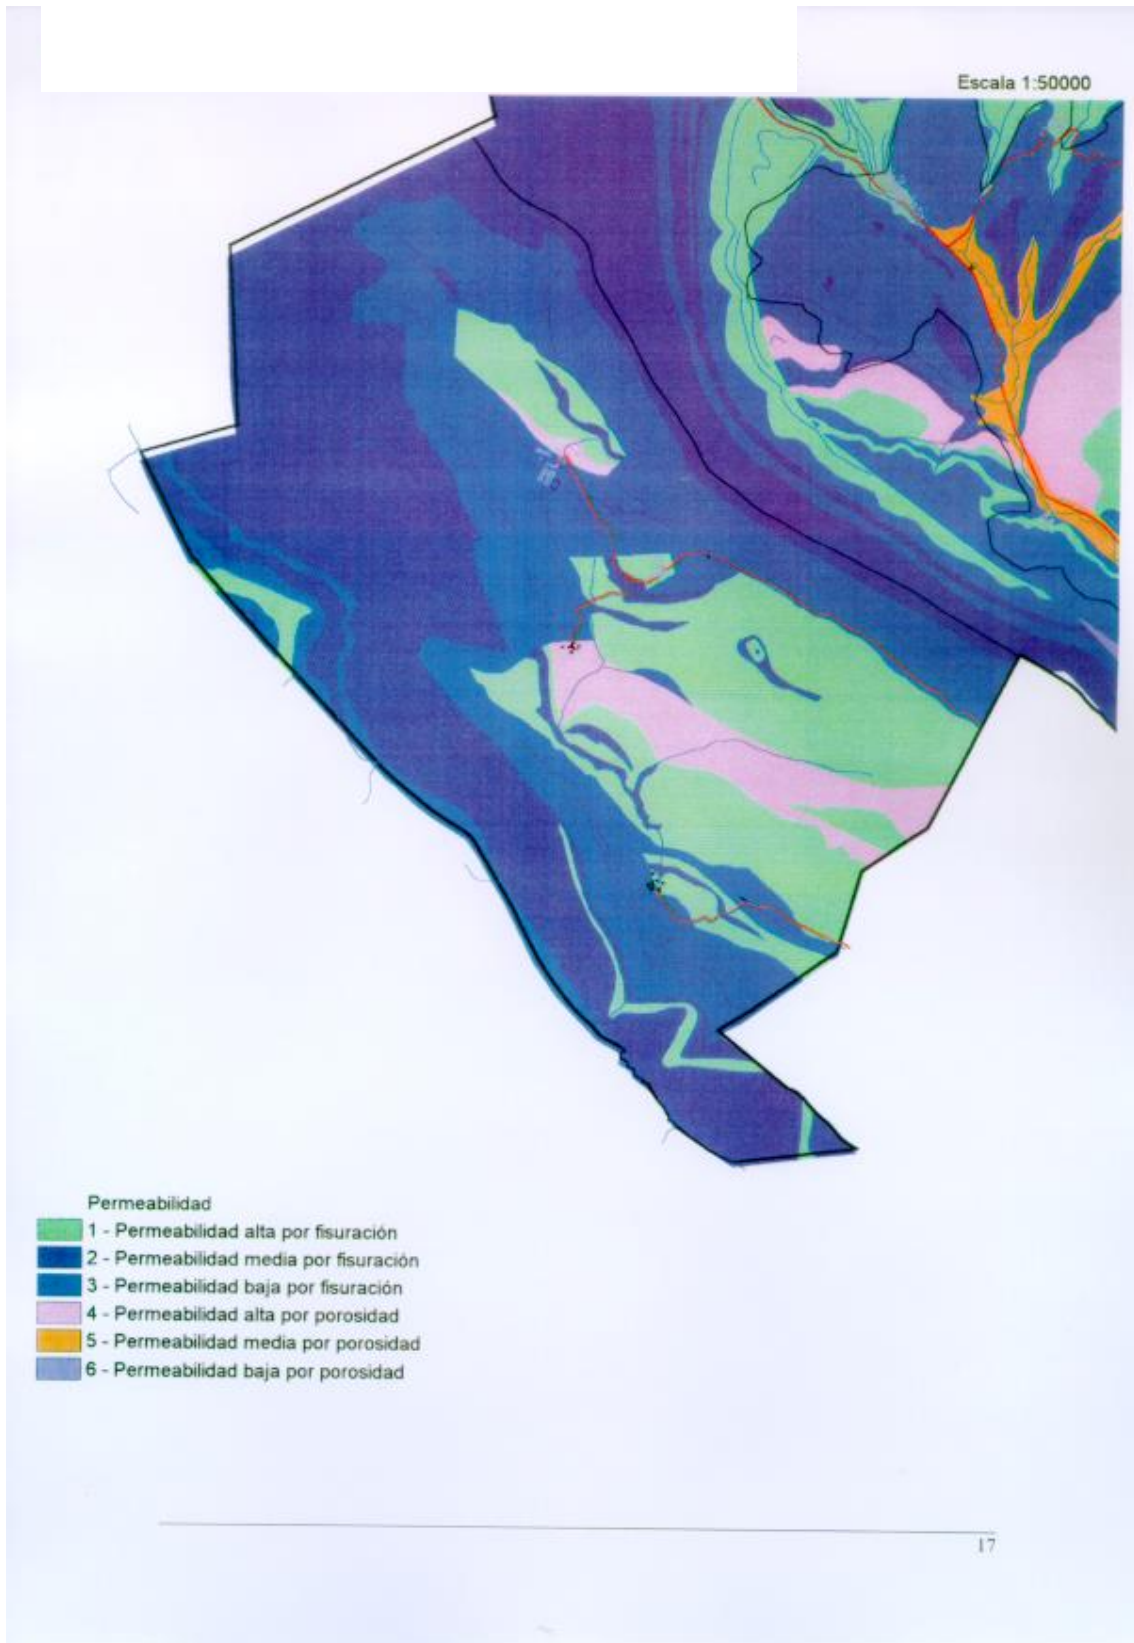 Escala 1:50000
Permeabilidad
1 - Permeabilidad alta por fisuración
2 - Permeabilidad media por fisuración
3 - Permeabilidad baja por fisuración
4 - Permeabilidad alta por porosidad
5 - Permeabilidad media por porosidad
6 - Permeabilidad baja por porosidad
17